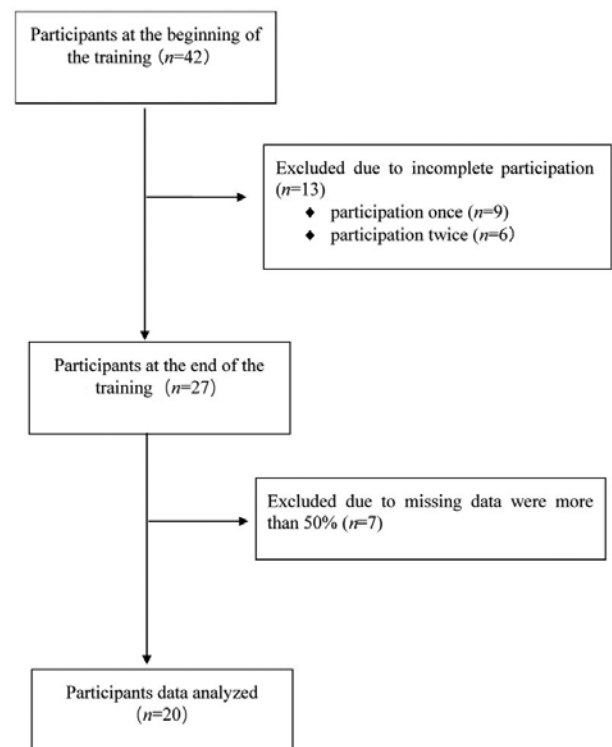 Participants at the beginning of
the training (n=42)
Excluded due to incomplete participation
(n=13)
♦ participation once (n=9)
♦ participation twice (n=6)
Participants at the end of the
training (n=27)
Excluded due to missing data were more
than 50% (n=7)
Participants data analyzed
(n=20)